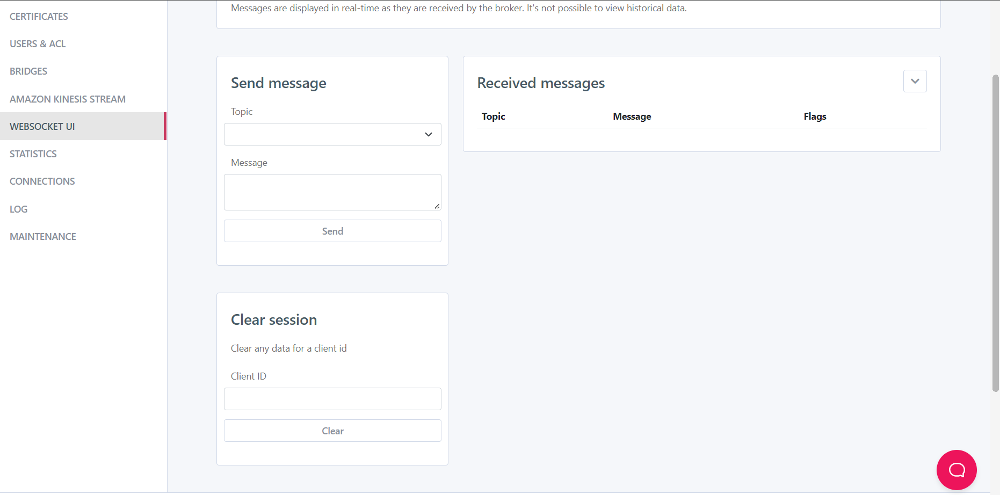 CERTIFICATES
USERS & ACL
BRIDGES
AMAZON KINESIS STREAM
WEBSOCKET UI
STATISTICS
CONNECTIONS
LOG
MAINTENANCE
Messages are displayed in real-time as they are received by the broker. It's not possible to view historical data.
Send message
Topic
Message
Send
Received messages
Topic Message Flags
Clear session
Clear any data for a client id
Client ID
Clear